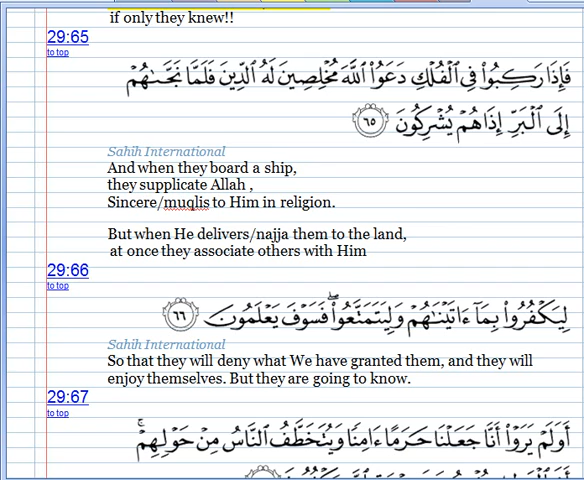 if only they knew!!
29:65
to top
فَإِذَا رَكِبُوا۟ فِى ٱلْفُلْكِ دَعَوُا۟ ٱللَّهَ مُخْلِصِينَ لَهُ ٱلدِّينَ فَلَمَّا نَجَّىٰهُمْ
إِلَى ٱلْبَرِّ إِذَا هُمْ يُشْرِكُونَ ٦٥
Sahih International
And when they board a ship,
they supplicate Allah ,
Sincere/muqlis to Him in religion.
But when He delivers/najja them to the land,
at once they associate others with Him
29:66
to top
لِيَكْفُرُوا۟ بِمَآ ءَاتَيْنَٰهُمْ وَلِيَتَمَتَّعُوا۟ ۖ فَسَوْفَ يَعْلَمُونَ ٦٦
Sahih International
So that they will deny what We have granted them, and they will
enjoy themselves. But they are going to know.
29:67
to top
أَوَلَمْ يَرَوْا۟ أَنَّا جَعَلْنَا حَرَمًا ءَامِنًا وَيُتَخَطَّفُ ٱلنَّاسُ مِنْ حَوْلِهِمْ ۚ